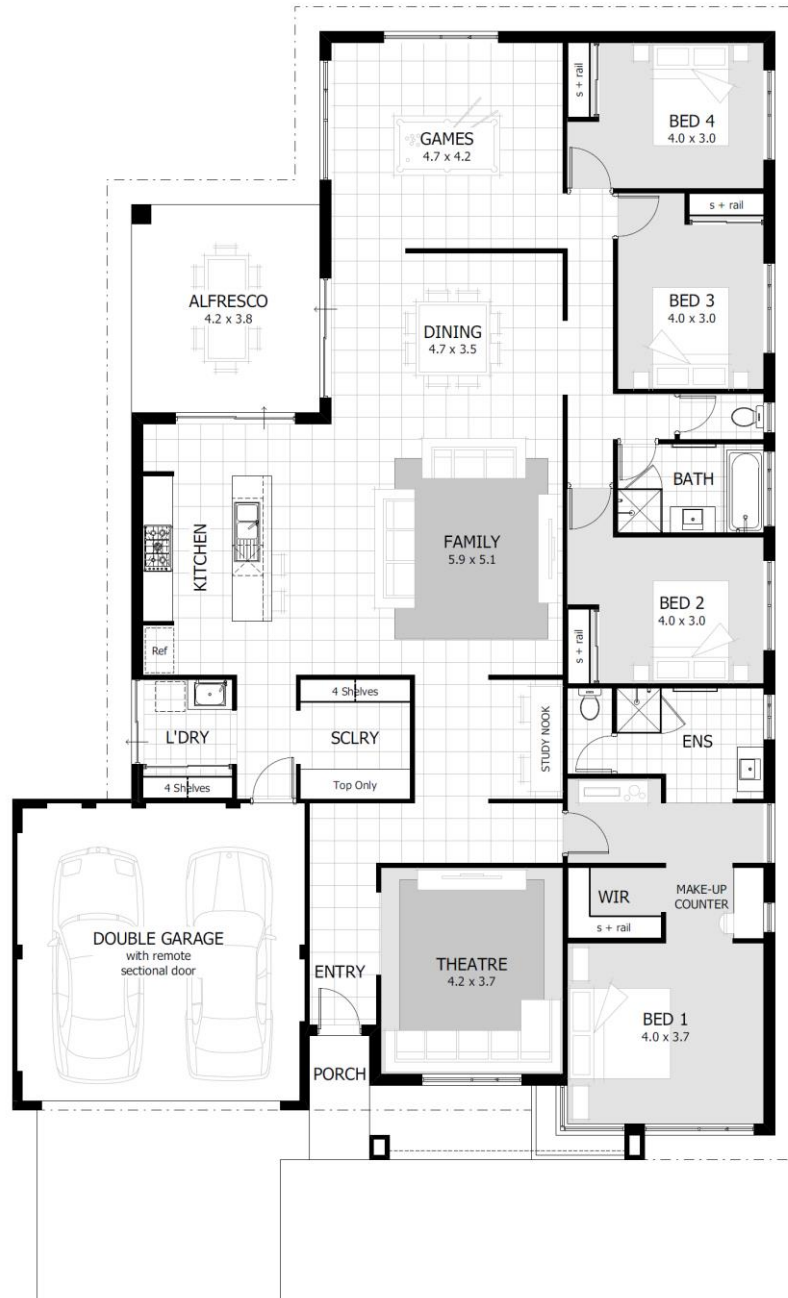 s + rail
BED 4
4.0 x 3.0
GAMES
4.7 x 4.2
s + rail
ALFRESCO
4.2 x 3.8
BED 3
4.0 x 3.0
DINING
4.7 x 3.5
BATH
KITCHEN
FAMILY
5.9 x 5.1
BED 2
4.0 x 3.0
s + rail
Ref
4 Shelves
L'DRY
SCLRY
STUDY NOOK
ENS
4 Shelves
Top Only
WIR
MAKE-UP
COUNTER
s + rail
DOUBLE GARAGE
with remote
sectional door
ENTRY
THEATRE
4.2 x 3.7
BED 1
4.0 x 3.7
PORCH